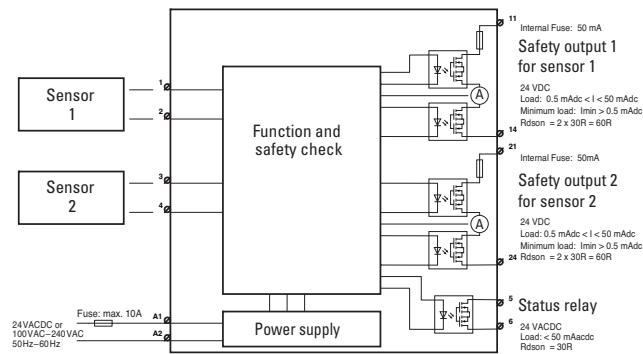 11
Internal Fuse: 50 mA
Safety output 1
for sensor 1
24 VDC
Load: 0.5 mAdc < I < 50 mAdc
Minimum load: Imin > 0.5 mAdc
Rdson = 2 x 30R = 60R
14
Sensor
1
1
2
Function and
safety check
A
A
21
Internal Fuse: 50mA
Safety output 2
for sensor 2
24 VDC
Load: 0.5 mAdc < I < 50 mAdc
Minimum load: Imin > 0.5 mAdc
24 Rdson = 2 x 30R = 60R
Sensor
2
3
4
5
Status relay
6
24 VACDC
Load: < 50 mAacdc
Rdson = 30R
Fuse: max. 10A
A1
A2
24VACDC or
100VAC–240VAC
50Hz–60Hz
Power supply